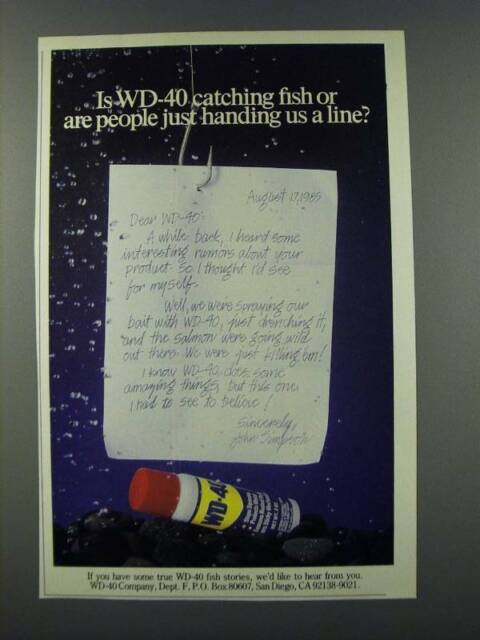 Is WD-40 catching fish or
are people just handing us a line?
August 17, 1985
Dear WD-40:
A while back, I heard some
interesting rumors about your
product. So I thought I'd see
for myself.
Well, we were spraying our
bait with WD-40, just drenching it,
and the salmon were going wild
out there. We were just killing 'em!
I know WD-40 does some
amazing things, but this one
I had to see to believe!
Sincerely,
John Simpson
WD-40
If you have some true WD-40 fish stories, we'd like to hear from you.
WD-40 Company, Dept. F, P.O. Box 80607, San Diego, CA 92138-9021.